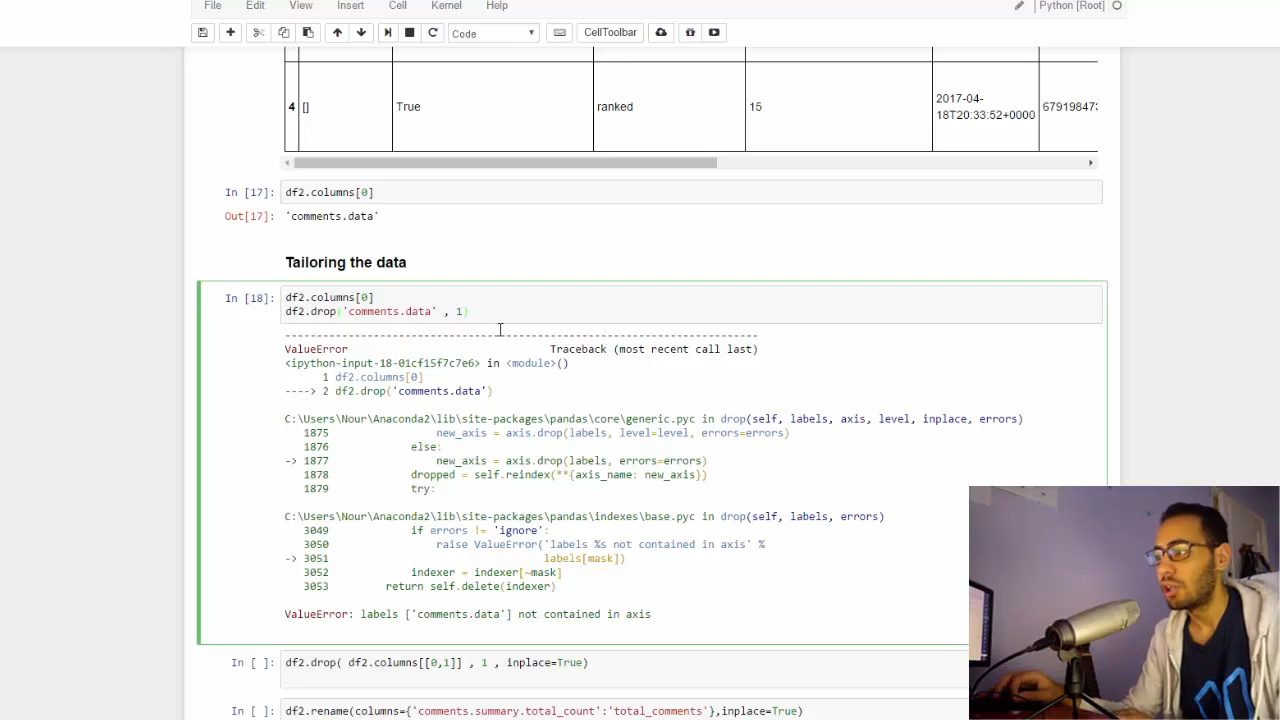 File Edit View Insert Cell Kernel Help Python [Root]
Code CellToolbar
4 [] True ranked 15 2017-04-
18T20:33:52+0000 679198473
In [17]: df2.columns[0]
Out[17]: 'comments.data'
Tailoring the data
In [18]: df2.columns[0]
df2.drop('comments.data' , 1)
---------------------------------------------------------------------------
ValueError Traceback (most recent call last)
<ipython-input-18-01cf15f7c7e6> in <module>()
1 df2.columns[0]
----> 2 df2.drop('comments.data')
C:\Users\Nour\Anaconda2\lib\site-packages\pandas\core\generic.pyc in drop(self, labels, axis, level, inplace, errors)
1875 new_axis = axis.drop(labels, level=level, errors=errors)
1876 else:
-> 1877 new_axis = axis.drop(labels, errors=errors)
1878 dropped = self.reindex(**{axis_name: new_axis})
1879 try:
C:\Users\Nour\Anaconda2\lib\site-packages\pandas\indexes\base.pyc in drop(self, labels, errors)
3049 if errors != 'ignore':
3050 raise ValueError('labels %s not contained in axis' %
-> 3051 labels[mask])
3052 indexer = indexer[~mask]
3053 return self.delete(indexer)
ValueError: labels ['comments.data'] not contained in axis
In [ ]: df2.drop( df2.columns[[0,1]] , 1 , inplace=True)
In [ ]: df2.rename(columns={'comments.summary.total_count':'total_comments'},inplace=True)